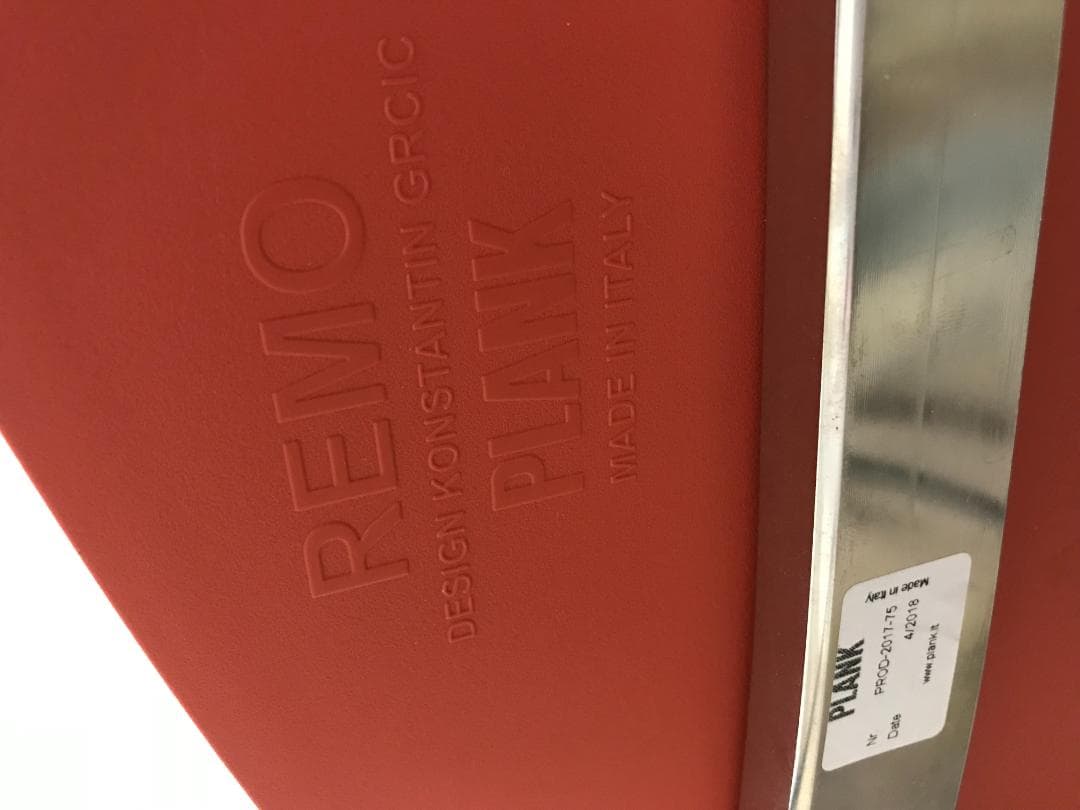 REMO
DESIGN KONSTANTIN GRCIC
PLANK
MADE IN ITALY
PLANK
Made in Italy
Nr PROD-2017-75
Date 4/2018
www.plank.it